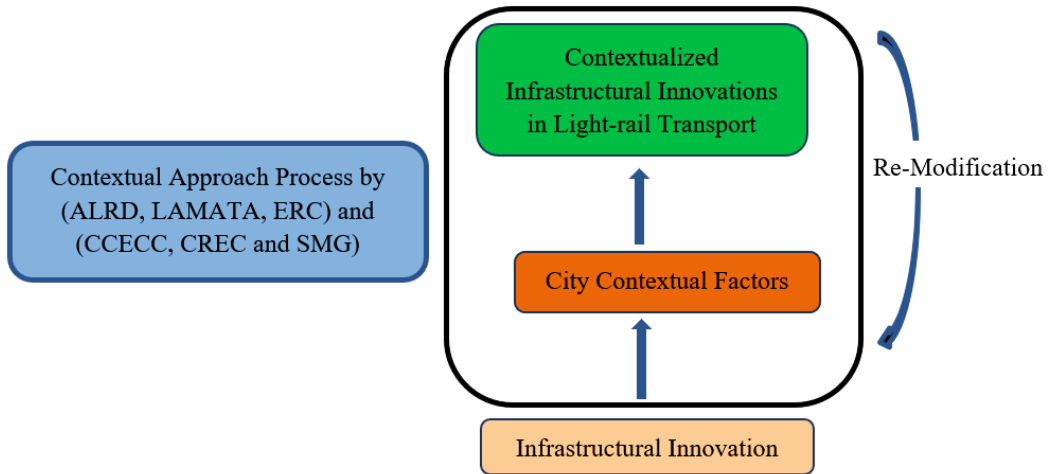 Contextualized
Infrastructural Innovations
in Light-rail Transport
Contextual Approach Process by
(ALRD, LAMATA, ERC) and
(CCECC, CREC and SMG)
Re-Modification
City Contextual Factors
Infrastructural Innovation